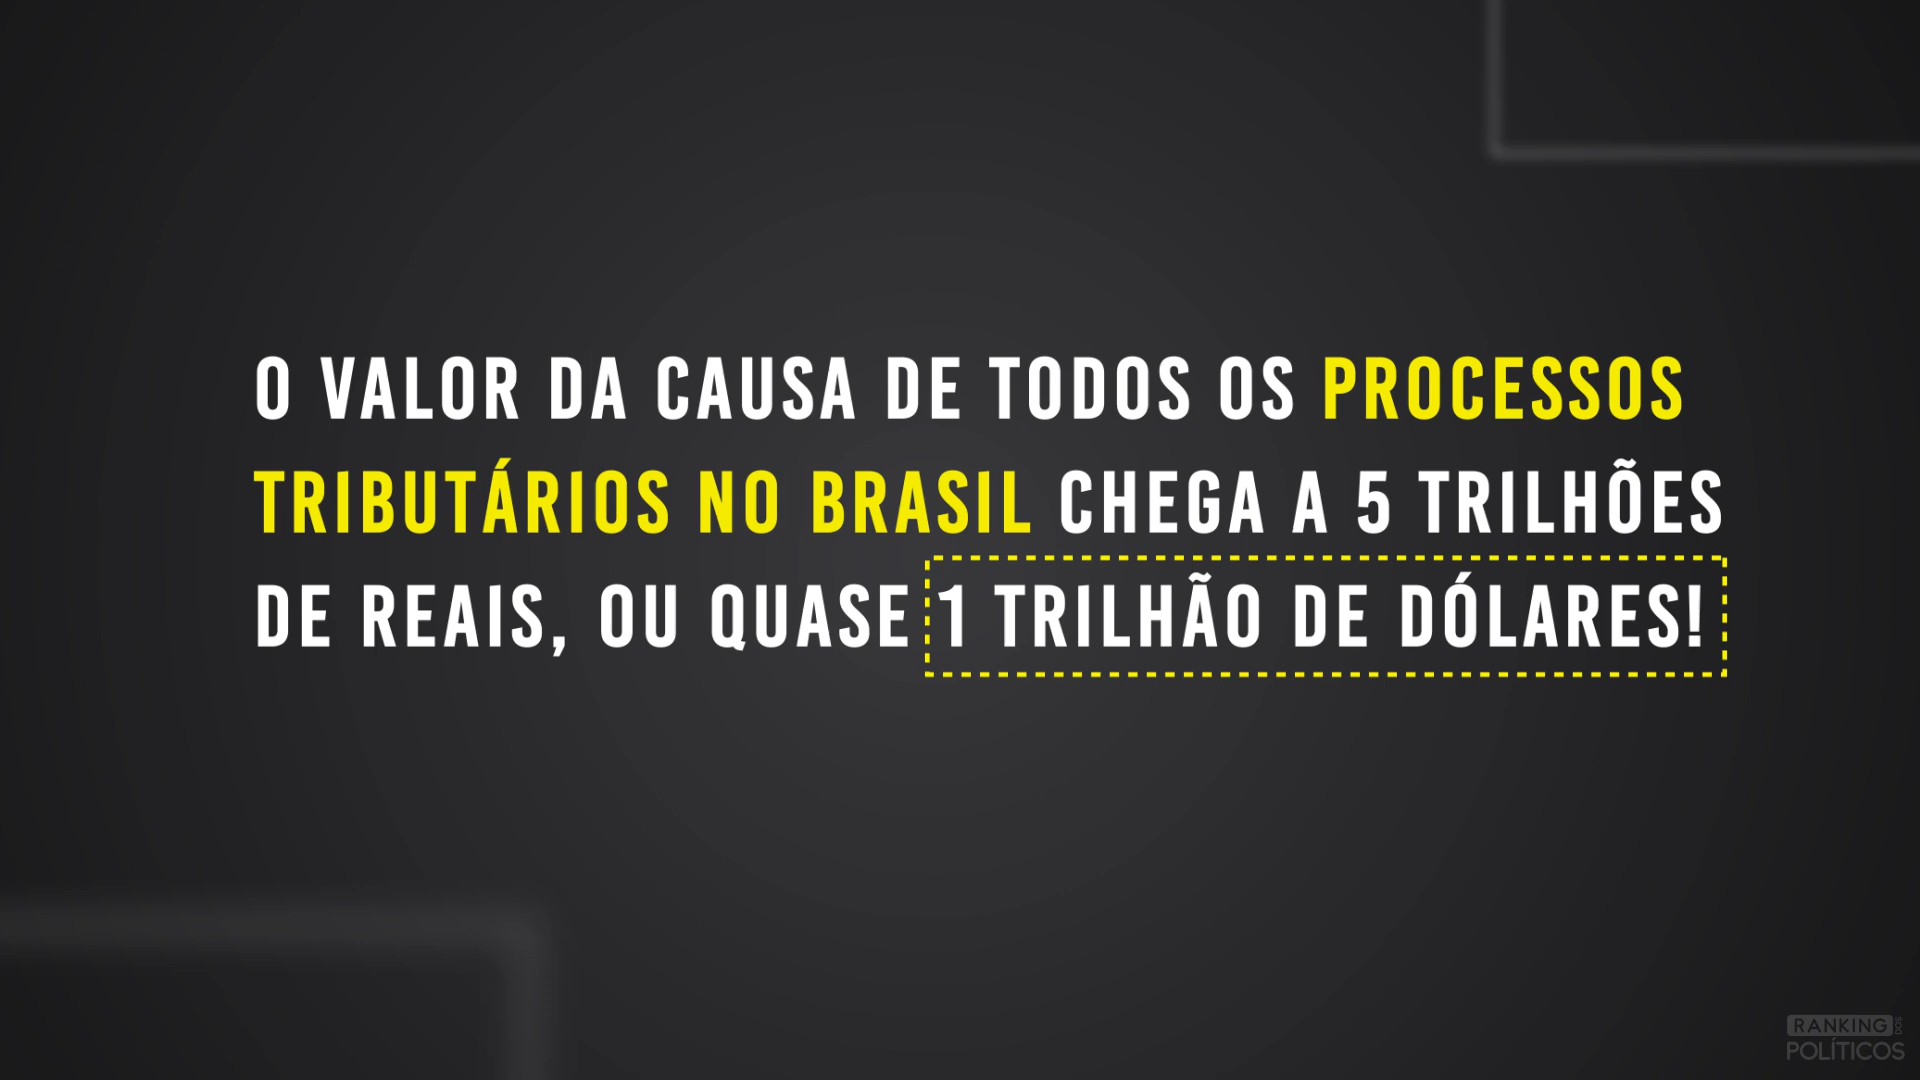 O VALOR DA CAUSA DE TODOS OS PROCESSOS
TRIBUTÁRIOS NO BRASIL CHEGA A 5 TRILHÕES
DE REAIS, OU QUASE 1 TRILHÃO DE DÓLARES!
RANKING DOS
POLÍTICOS